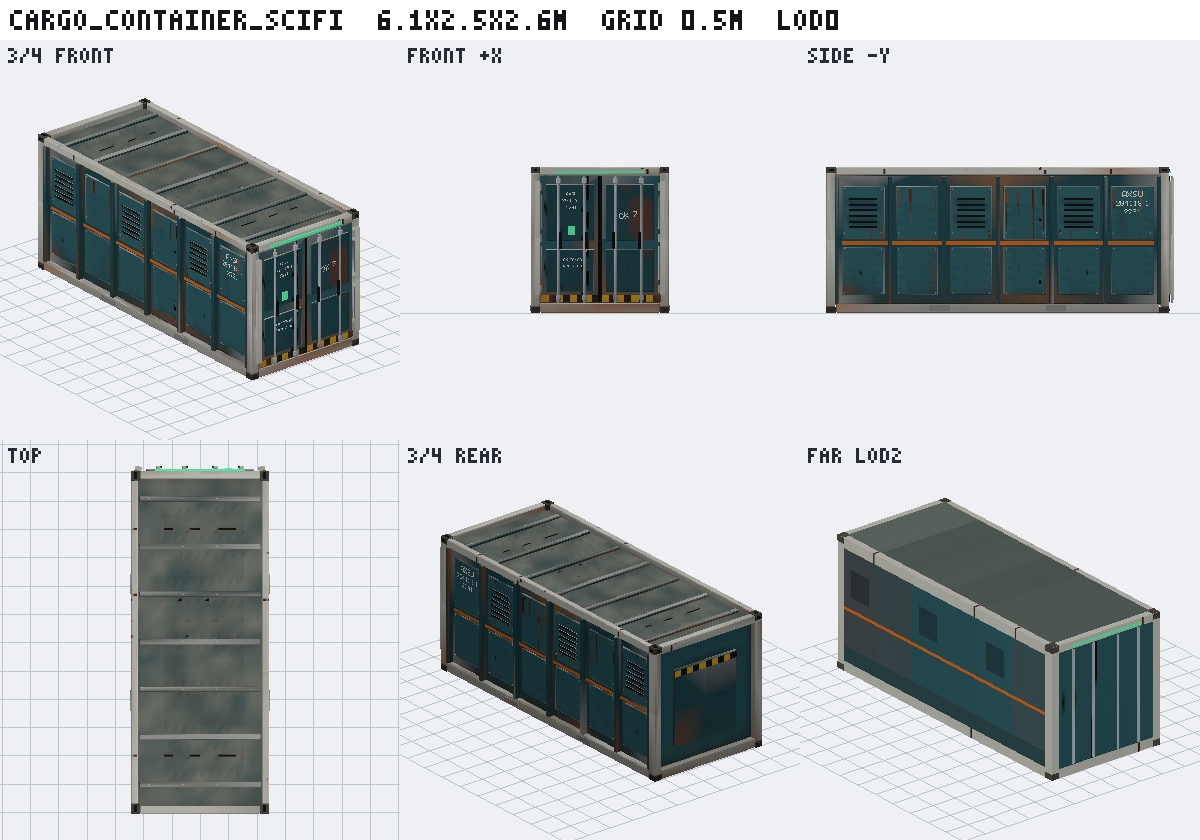 CARGO_CONTAINER_SCIFI 6.1X2.5X2.6M GRID 0.5M LOD0
3/4 FRONT
FRONT +X
SIDE -Y
OK 7
AXSU
TOP
3/4 REAR
FAR LOD2